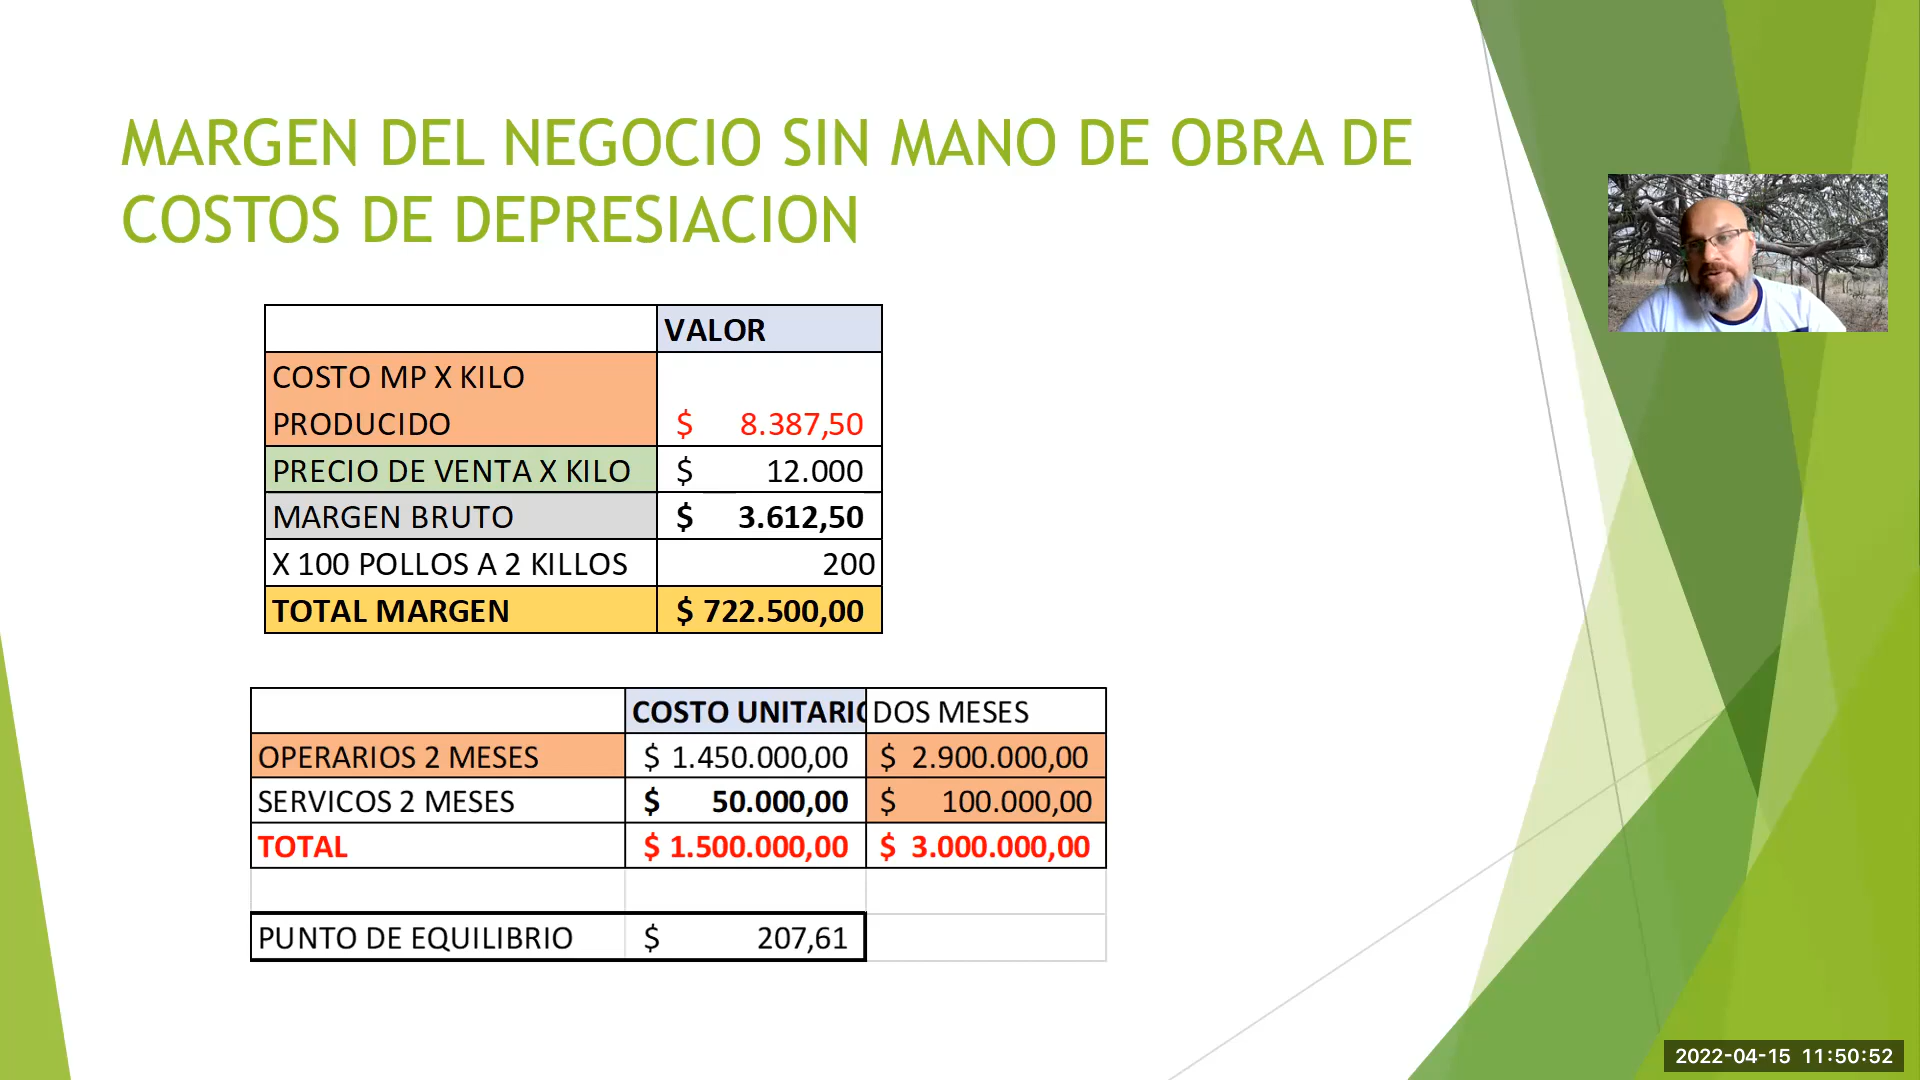 MARGEN DEL NEGOCIO SIN MANO DE OBRA DE
COSTOS DE DEPRESIACION
VALOR
COSTO MP X KILO
PRODUCIDO $ 8.387,50
PRECIO DE VENTA X KILO $ 12.000
MARGEN BRUTO $ 3.612,50
X 100 POLLOS A 2 KILLOS 200
TOTAL MARGEN $ 722.500,00
COSTO UNITARIO DOS MESES
OPERARIOS 2 MESES $ 1.450.000,00 $ 2.900.000,00
SERVICOS 2 MESES $ 50.000,00 $ 100.000,00
TOTAL $ 1.500.000,00 $ 3.000.000,00
PUNTO DE EQUILIBRIO $ 207,61
2022-04-15 11:50:52